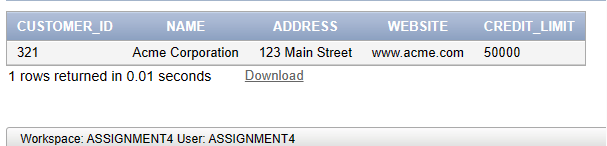 CUSTOMER_ID NAME ADDRESS WEBSITE CREDIT_LIMIT
321 Acme Corporation 123 Main Street www.acme.com 50000
1 rows returned in 0.01 seconds Download
Workspace: ASSIGNMENT4 User: ASSIGNMENT4